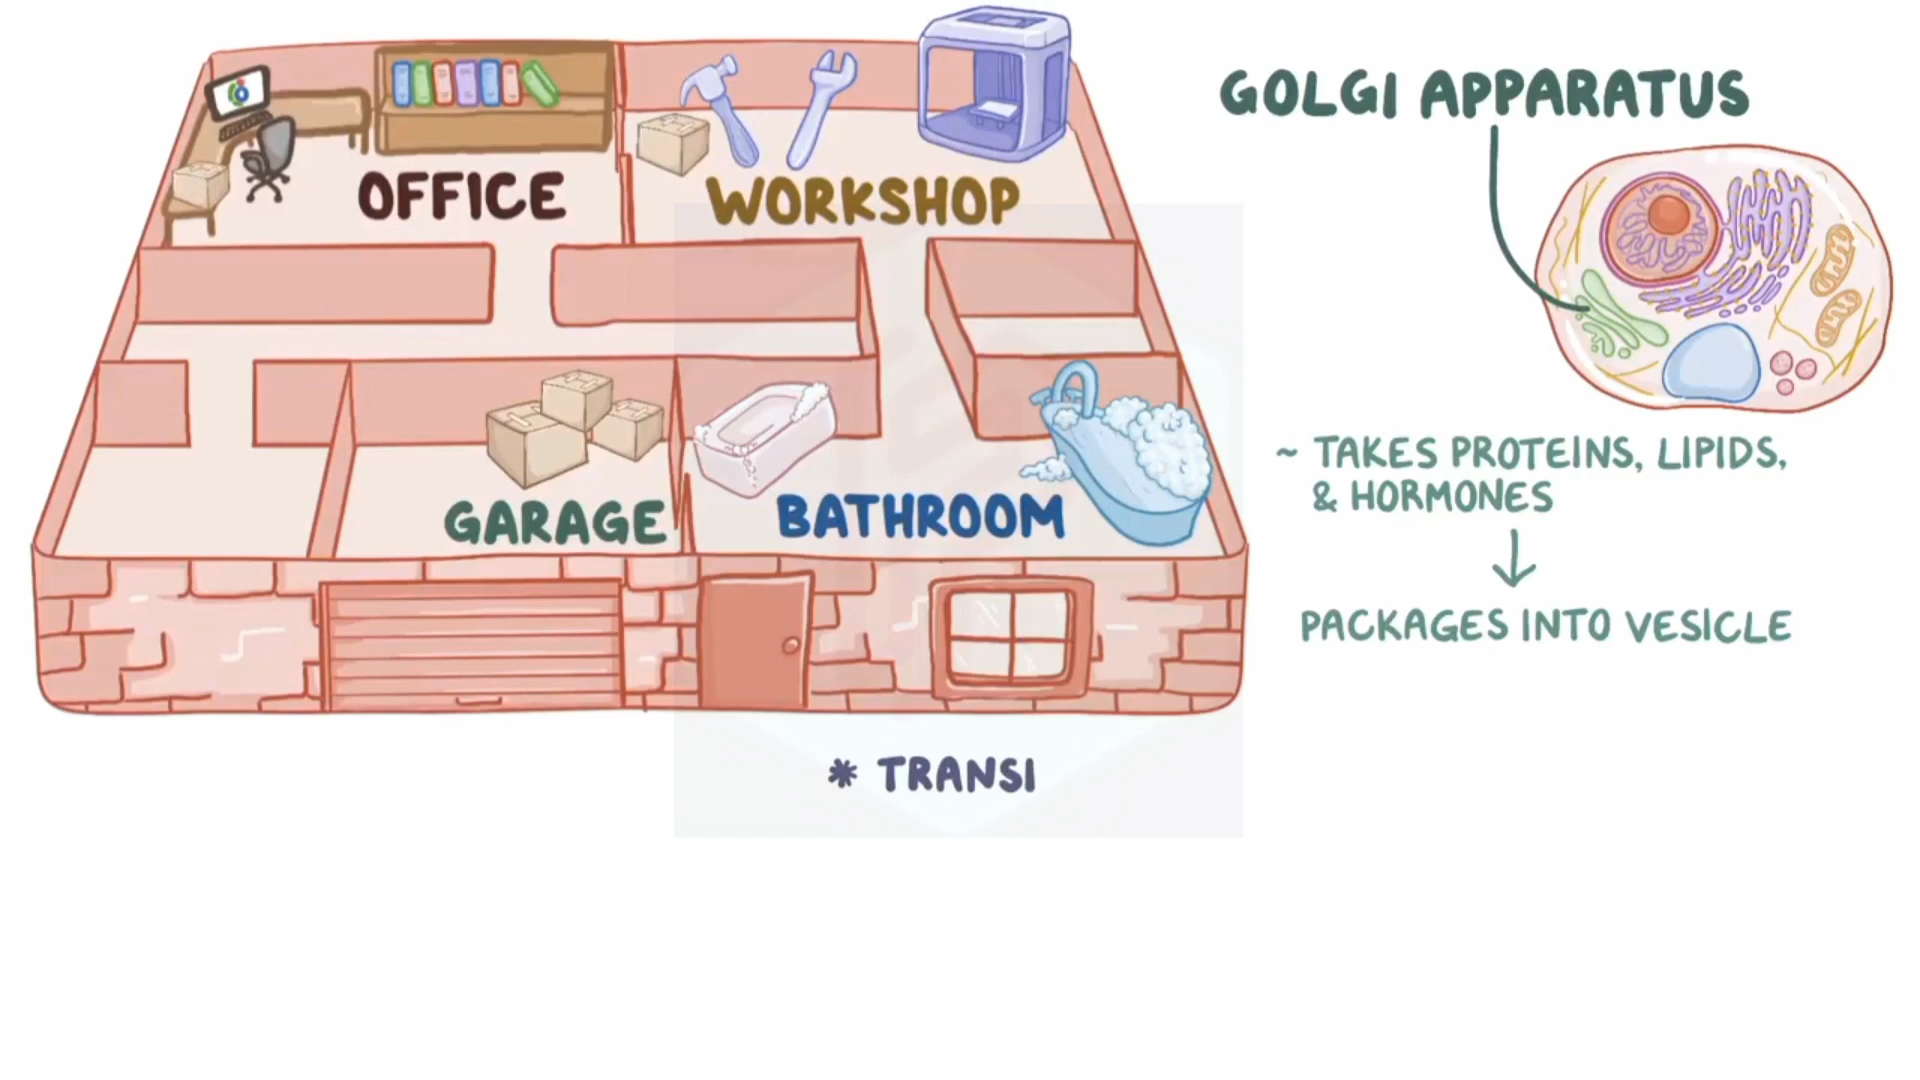 OFFICE
WORKSHOP
GARAGE
BATHROOM
* TRANSI
GOLGI APPARATUS
~ TAKES PROTEINS, LIPIDS,
& HORMONES
↓
PACKAGES INTO VESICLE